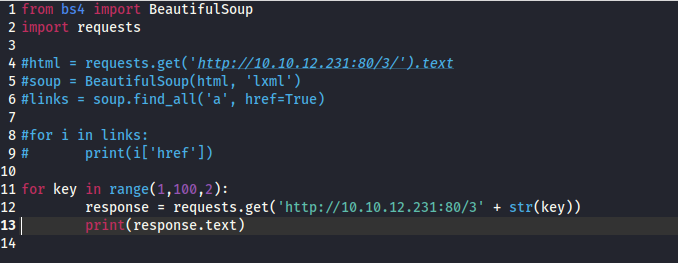 1 from bs4 import BeautifulSoup
2 import requests
3
4 #html = requests.get('http://10.10.12.231:80/3/').text
5 #soup = BeautifulSoup(html, 'lxml')
6 #links = soup.find_all('a', href=True)
7
8 #for i in links:
9 #       print(i['href'])
10
11 for key in range(1,100,2):
12         response = requests.get('http://10.10.12.231:80/3' + str(key))
13         print(response.text)
14